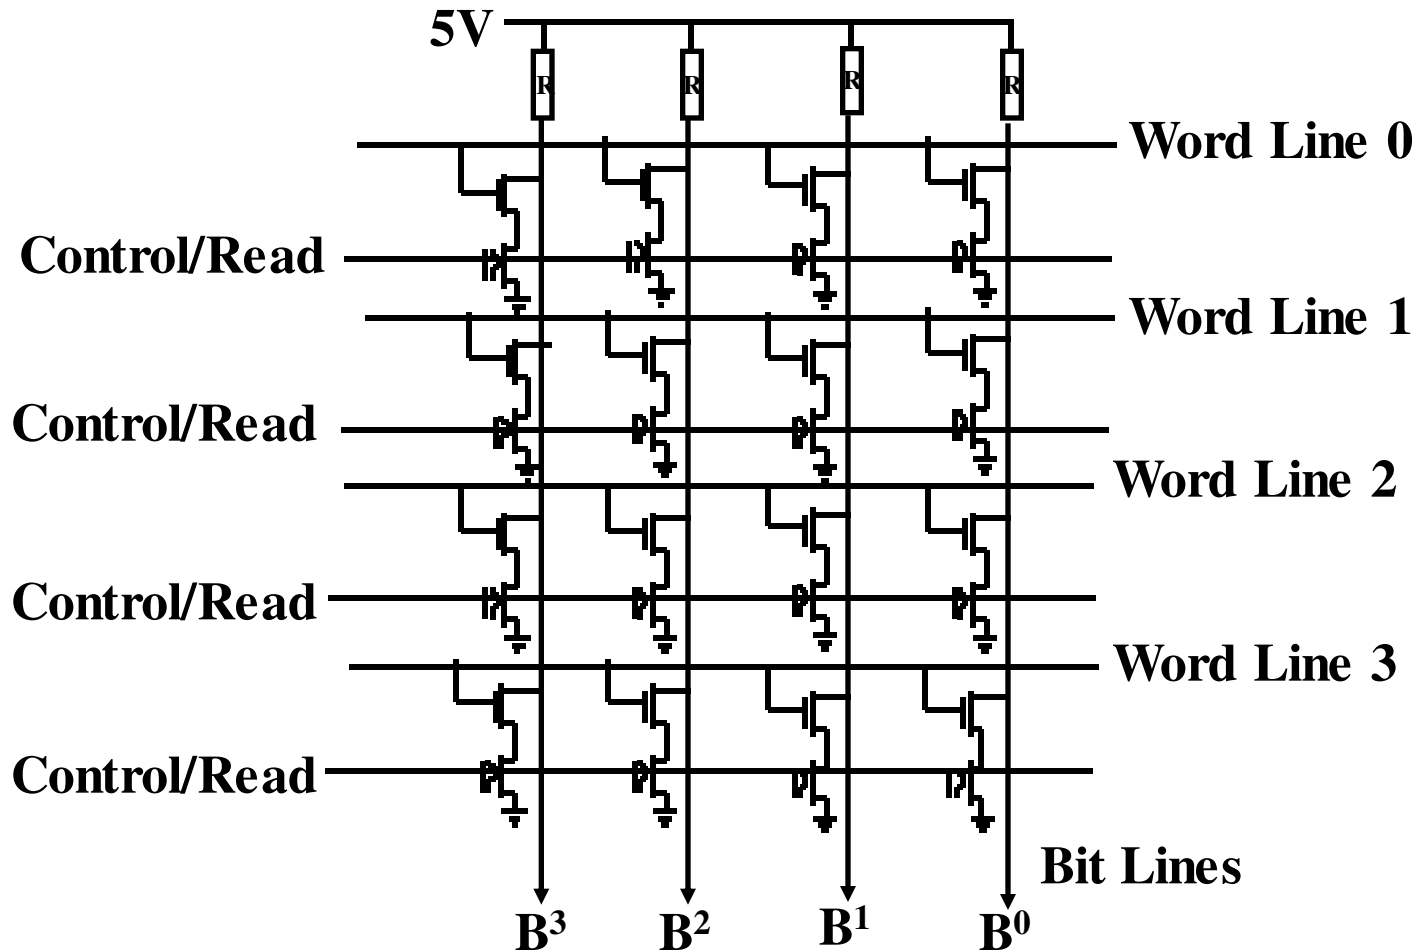 5V
R R R R
Word Line 0
Control/Read
Word Line 1
Control/Read
Word Line 2
Control/Read
Word Line 3
Control/Read
Bit Lines
B³ B² B¹ B⁰